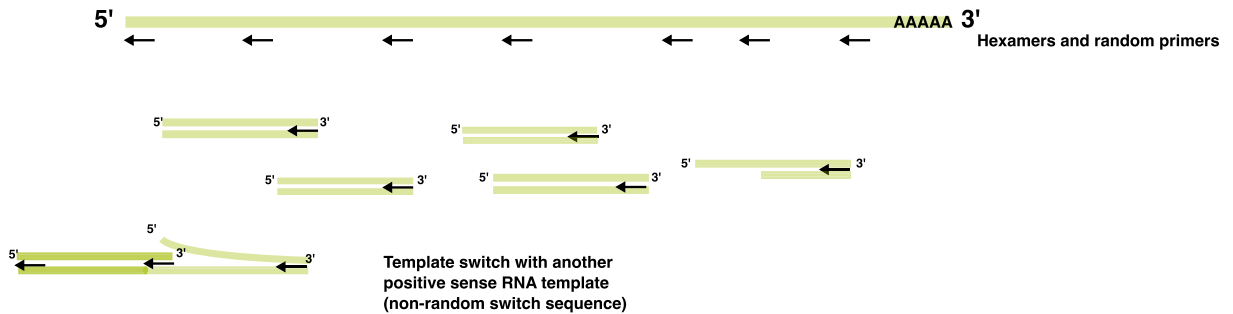 5' AAAAA 3'
Hexamers and random primers
5' 3'
5' 3'
5' 3'
5' 3'
5' 3'
5'
5' 3' 3'
Template switch with another
positive sense RNA template
(non-random switch sequence)